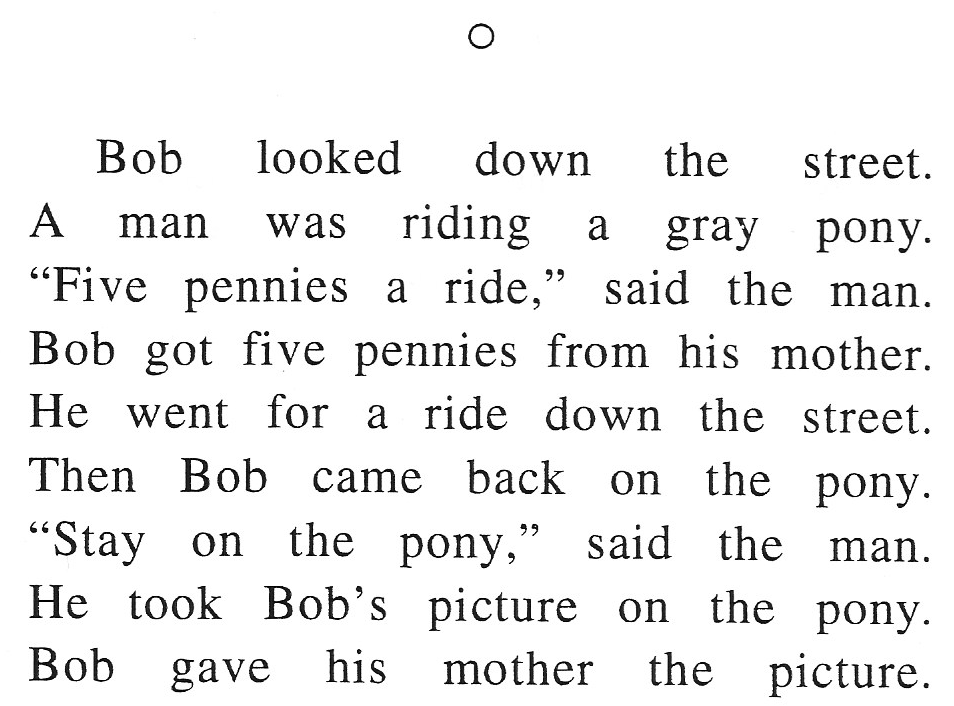 Bob looked down the street.
A man was riding a gray pony.
“Five pennies a ride,” said the man.
Bob got five pennies from his mother.
He went for a ride down the street.
Then Bob came back on the pony.
“Stay on the pony,” said the man.
He took Bob’s picture on the pony.
Bob gave his mother the picture.